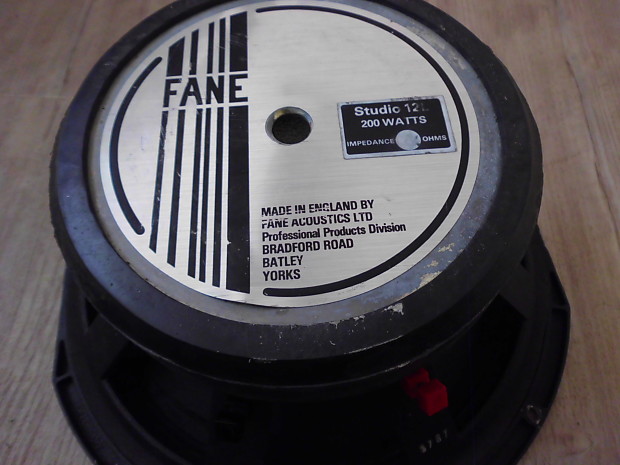 FANE
Studio 12L
200 WATTS
IMPEDANCE OHMS
MADE IN ENGLAND BY
FANE ACOUSTICS LTD
Professional Products Division
BRADFORD ROAD
BATLEY
YORKS